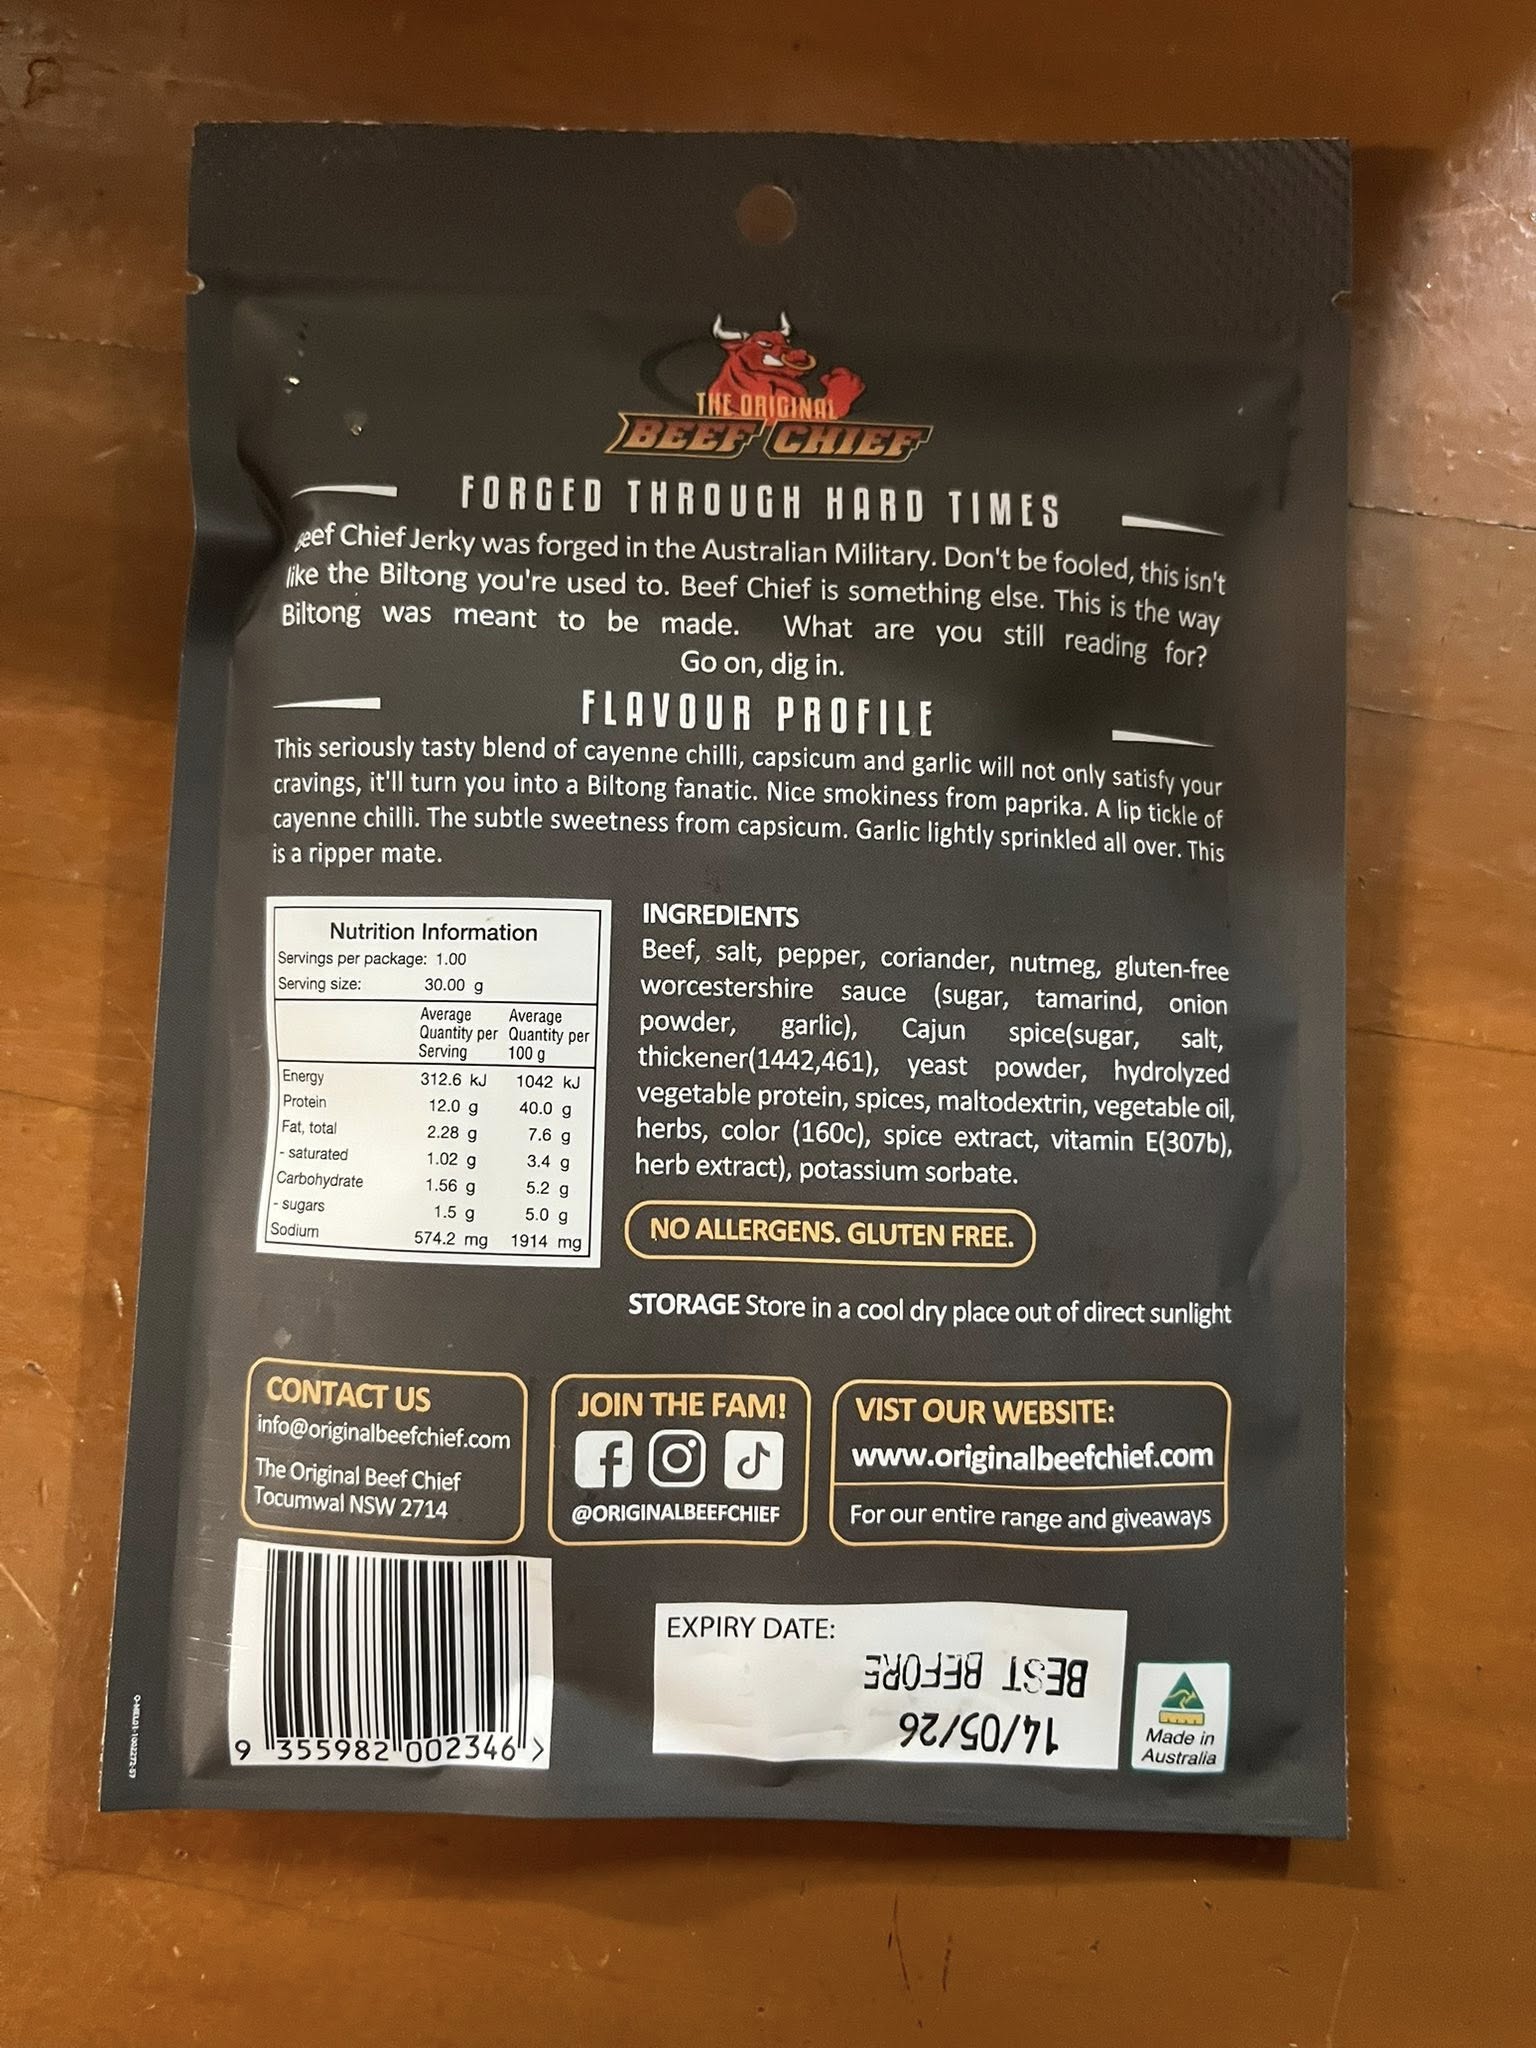 THE ORIGINAL
BEEF CHIEF
FORGED THROUGH HARD TIMES
Beef Chief Jerky was forged in the Australian Military. Don't be fooled, this isn't
like the Biltong you're used to. Beef Chief is something else. This is the way
Biltong was meant to be made. What are you still reading for?
Go on, dig in.
FLAVOUR PROFILE
This seriously tasty blend of cayenne chilli, capsicum and garlic will not only satisfy your
cravings, it'll turn you into a Biltong fanatic. Nice smokiness from paprika. A lip tickle of
cayenne chilli. The subtle sweetness from capsicum. Garlic lightly sprinkled all over. This
is a ripper mate.
Nutrition Information
Servings per package: 1.00
Serving size: 30.00 g
Average Quantity per Serving Average Quantity per 100 g
Energy 312.6 kJ 1042 kJ
Protein 12.0 g 40.0 g
Fat, total 2.28 g 7.6 g
- saturated 1.02 g 3.4 g
Carbohydrate 1.56 g 5.2 g
- sugars 1.5 g 5.0 g
Sodium 574.2 mg 1914 mg
INGREDIENTS
Beef, salt, pepper, coriander, nutmeg, gluten-free
worcestershire sauce (sugar, tamarind, onion
powder, garlic), Cajun spice(sugar, salt,
thickener(1442,461), yeast powder, hydrolyzed
vegetable protein, spices, maltodextrin, vegetable oil,
herbs, color (160c), spice extract, vitamin E(307b),
herb extract), potassium sorbate.
NO ALLERGENS. GLUTEN FREE.
STORAGE Store in a cool dry place out of direct sunlight
CONTACT US
info@originalbeefchief.com
The Original Beef Chief
Tocumwal NSW 2714
JOIN THE FAM!
@ORIGINALBEEFCHIEF
VIST OUR WEBSITE:
www.originalbeefchief.com
For our entire range and giveaways
9 355982 002346 >
EXPIRY DATE:
BEST BEFORE
14/05/26
Made in
Australia